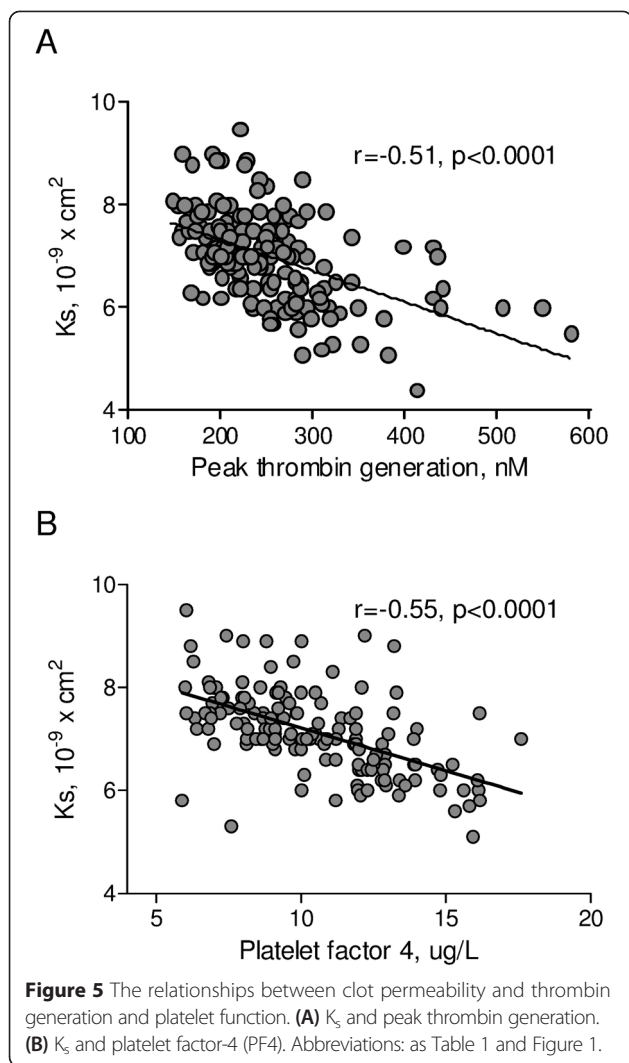 A
10
8
6
4
Ks, 10⁻⁹ x cm²
r=-0.51, p<0.0001
100 200 300 400 500 600
Peak thrombin generation, nM
B
10
8
6
4
Ks, 10⁻⁹ x cm²
r=-0.55, p<0.0001
5 10 15 20
Platelet factor 4, ug/L
Figure 5 The relationships between clot permeability and thrombin
generation and platelet function. (A) Kₛ and peak thrombin generation.
(B) Kₛ and platelet factor-4 (PF4). Abbreviations: as Table 1 and Figure 1.